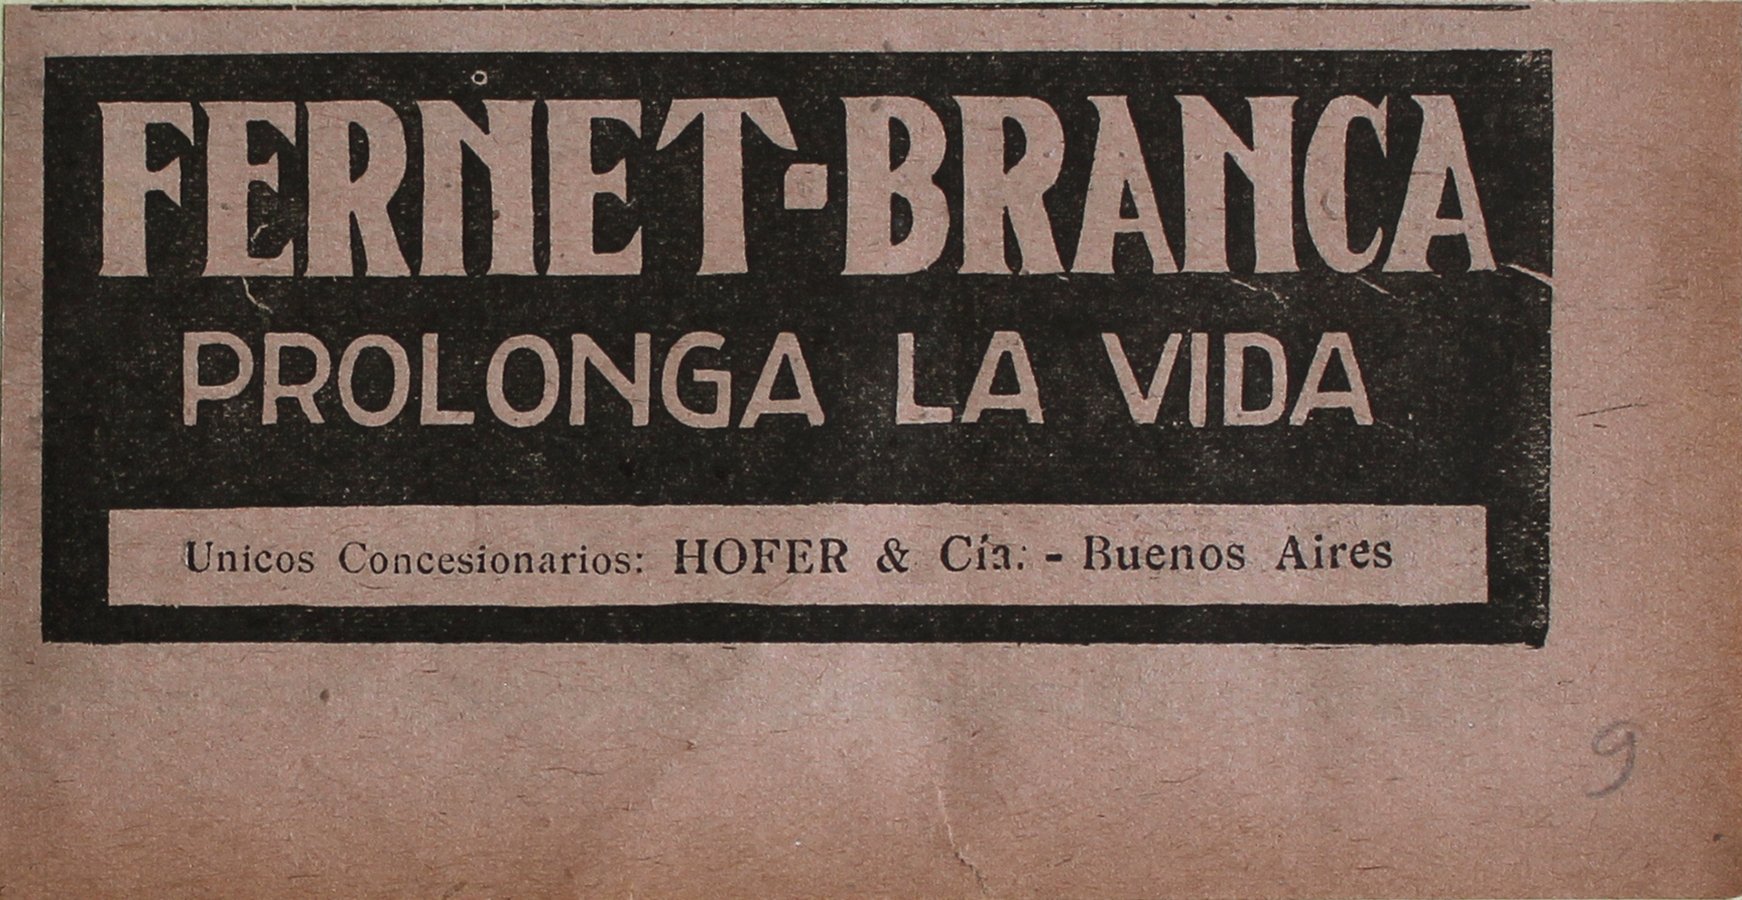 FERNET-BRANCA
PROLONGA LA VIDA
Unicos Concesionarios: HOFER & Cía. - Buenos Aires
9